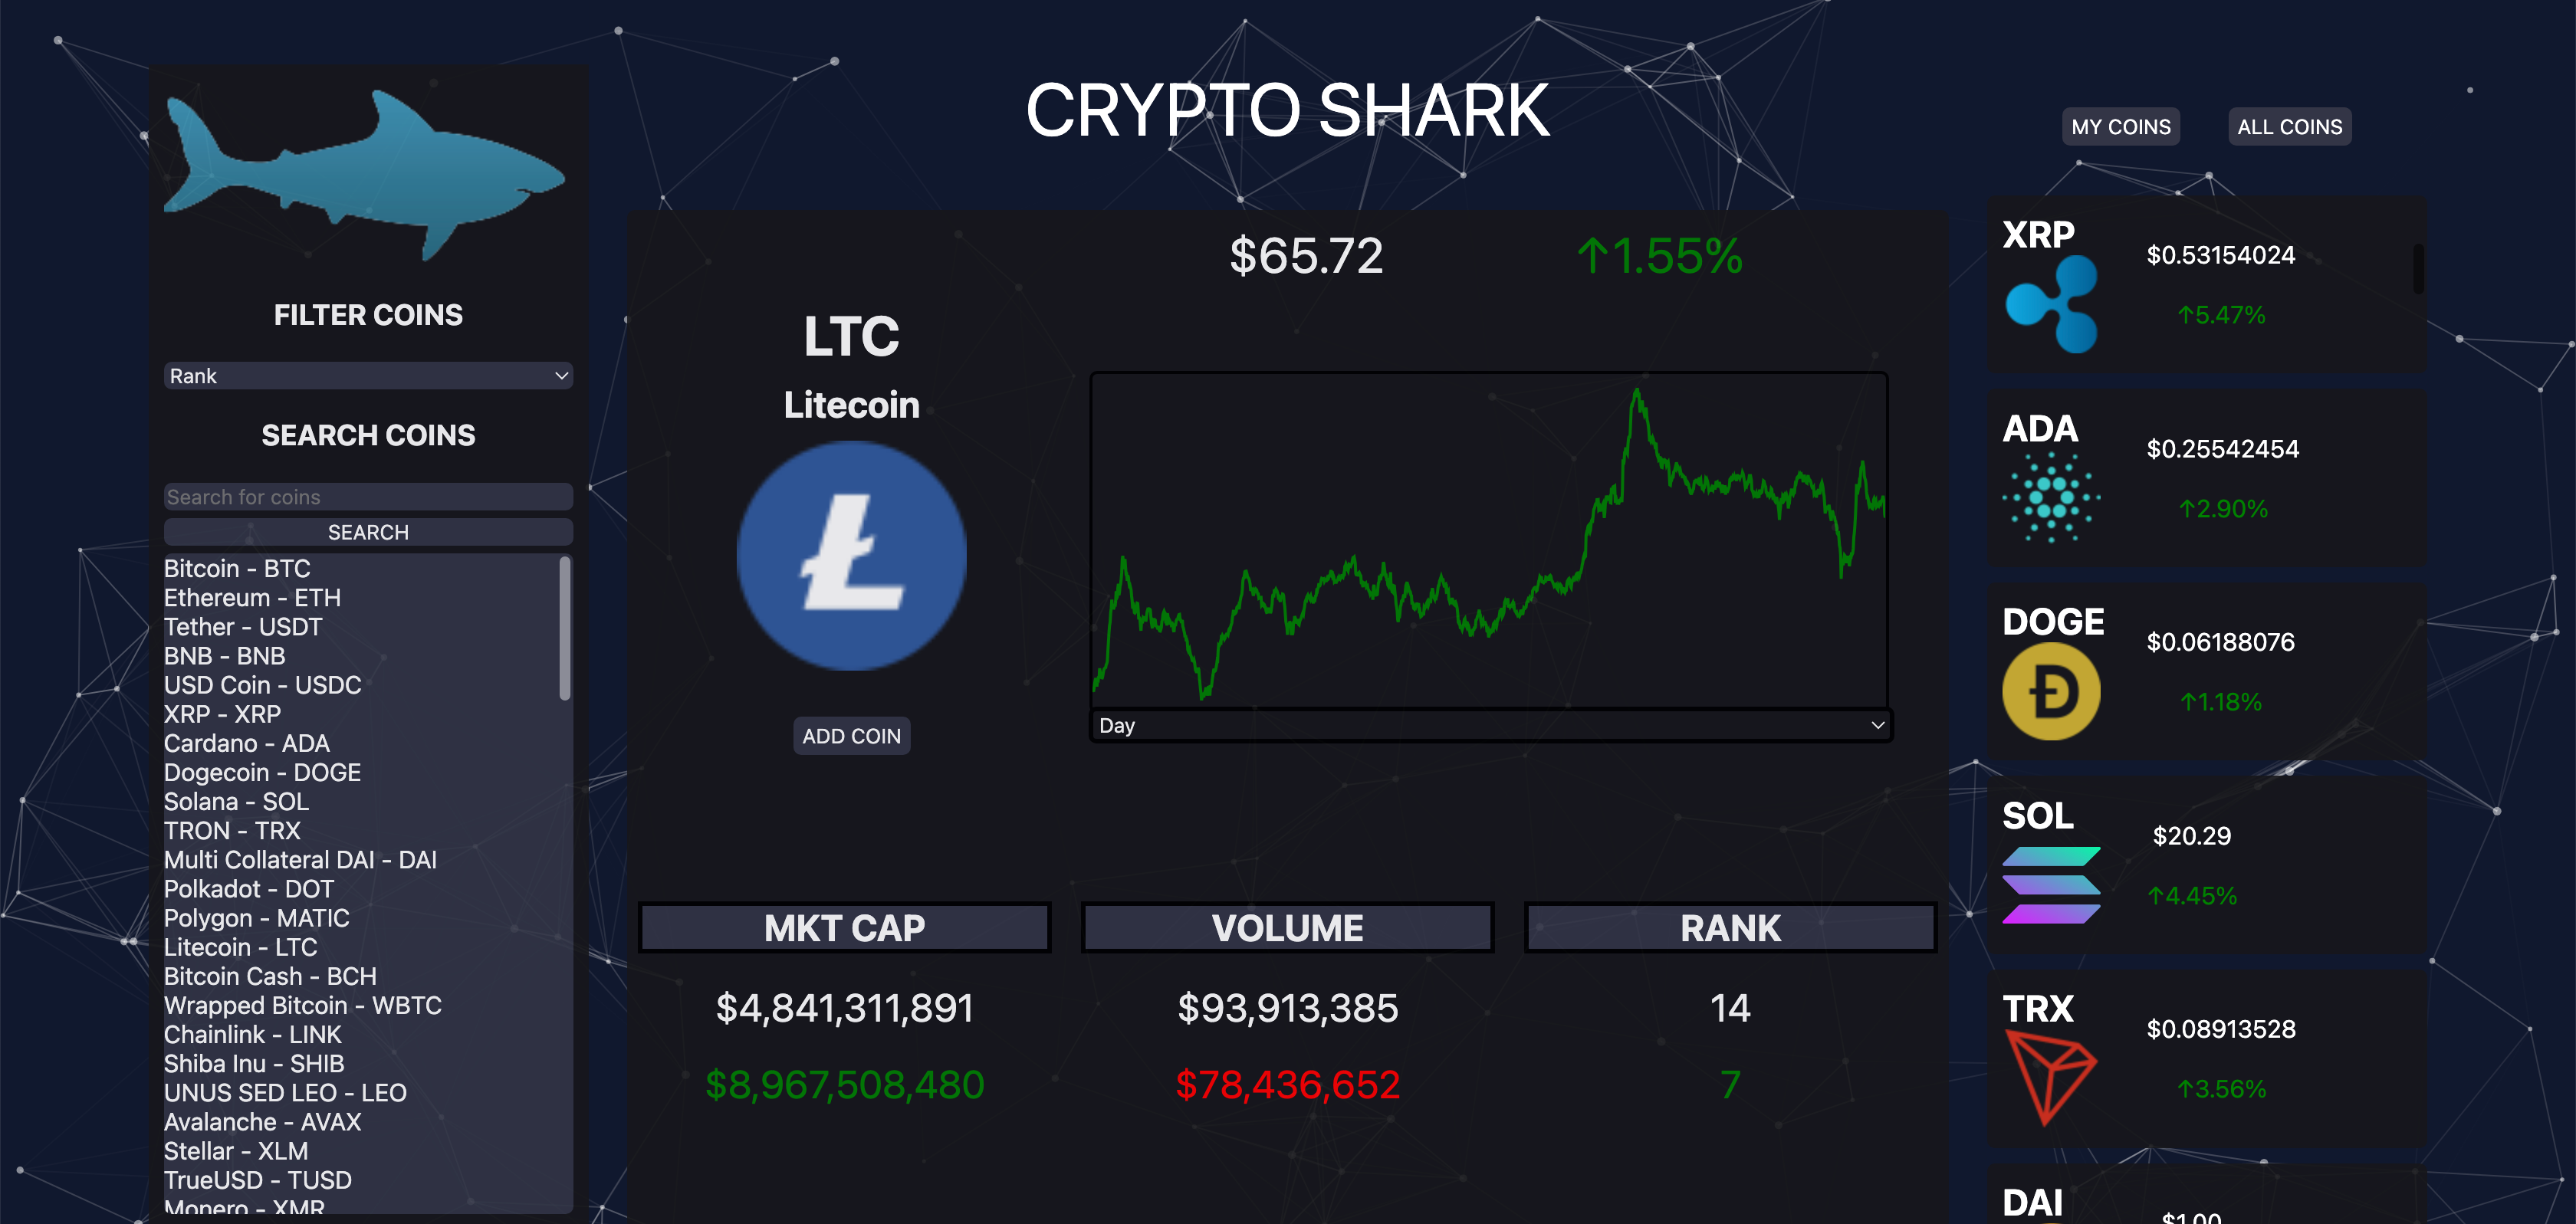 CRYPTO SHARK
FILTER COINS
Rank
SEARCH COINS
Search for coins
SEARCH
Bitcoin - BTC
Ethereum - ETH
Tether - USDT
BNB - BNB
USD Coin - USDC
XRP - XRP
Cardano - ADA
Dogecoin - DOGE
Solana - SOL
TRON - TRX
Multi Collateral DAI - DAI
Polkadot - DOT
Polygon - MATIC
Litecoin - LTC
Bitcoin Cash - BCH
Wrapped Bitcoin - WBTC
Chainlink - LINK
Shiba Inu - SHIB
UNUS SED LEO - LEO
Avalanche - AVAX
Stellar - XLM
TrueUSD - TUSD
Monero - XMR
$65.72
↑1.55%
LTC
Litecoin
ADD COIN
Day
MKT CAP
$4,841,311,891
$8,967,508,480
VOLUME
$93,913,385
$78,436,652
RANK
14
7
MY COINS
ALL COINS
XRP
$0.53154024
↑5.47%
ADA
$0.25542454
↑2.90%
DOGE
$0.06188076
↑1.18%
SOL
$20.29
↑4.45%
TRX
$0.08913528
↑3.56%
DAI
$1.00